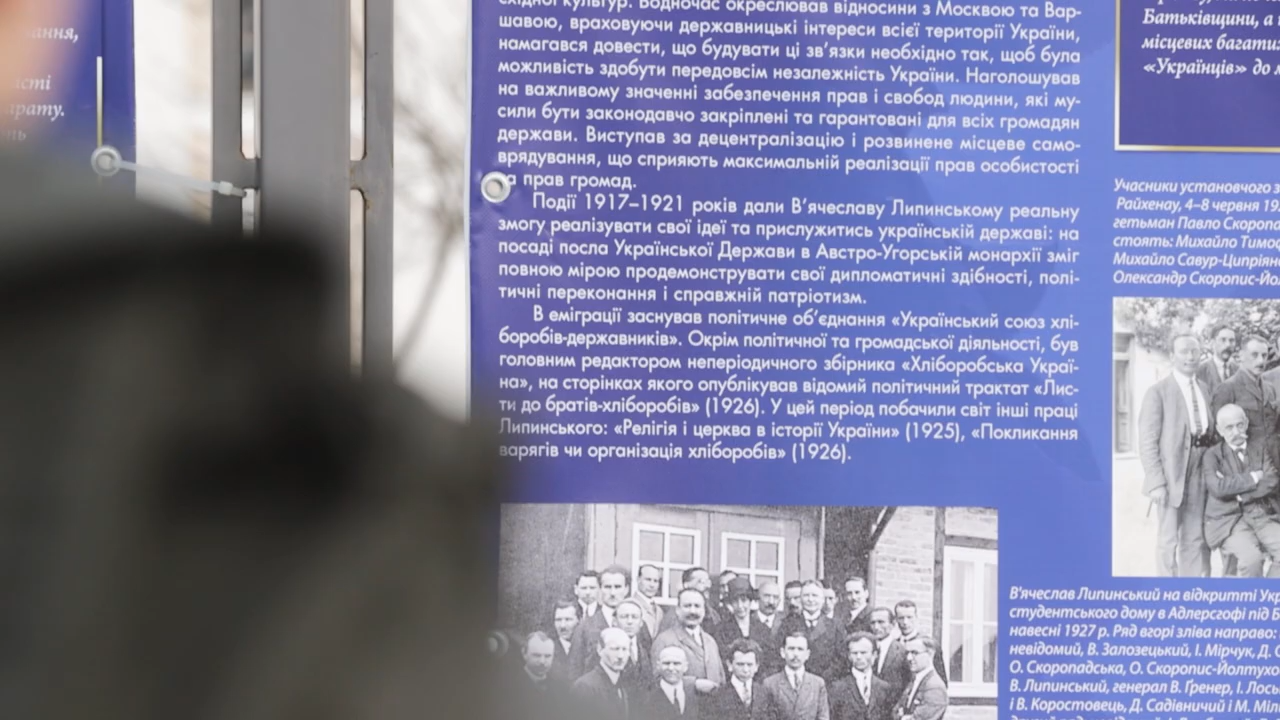 ання,
сті
арату.
східної культур. Водночас окреслював відносини з Москвою та Вар-
шавою, враховуючи державницькі інтереси всієї території України,
намагався довести, що будувати ці зв’язки необхідно так, щоб була
можливість здобути передовсім незалежність України. Наголошував
на важливому значенні забезпечення прав і свобод людини, які му-
сили бути законодавчо закріплені та гарантовані для всіх громадян
держави. Виступав за децентралізацію і розвинене місцеве само-
врядування, що сприяють максимальній реалізації прав особистості
та прав громад.
Події 1917–1921 років дали В’ячеславу Липинському реальну
змогу реалізувати свої ідеї та прислужитись українській державі: на
посаді посла Української Держави в Австро-Угорській монархії зміг
повною мірою продемонструвати свої дипломатичні здібності, полі-
тичні переконання і справжній патріотизм.
В еміграції заснував політичне об’єднання «Український союз хлі-
боробів-державників». Окрім політичної та громадської діяльності, був
головним редактором неперіодичного збірника «Хліборобська Украї-
на», на сторінках якого опублікував відомий політичний трактат «Лис-
ти до братів-хліборобів» (1926). У цей період побачили світ інші праці
Липинського: «Релігія і церква в історії України» (1925), «Покликання
варягів чи організація хліборобів» (1926).
Батьківщини, а
місцевих багати
«Українців» до
Учасники установчого з
Райхенау, 4–8 червня 19
гетьман Павло Скоропа
стоять: Михайло Тимо
Михайло Савур-Ципріян
Олександр Скоропис-Йо
В’ячеслав Липинський на відкритті Укр
студентського дому в Адлерсгофі під Б
навесні 1927 р. Ряд вгорі зліва направо:
невідомий, В. Залозецький, І. Мірчук, Д.
О. Скоропадська, О. Скоропис-Йолтухо
В. Липинський, генерал В. Ґренер, І. Лось
і В. Коростовець, Д. Садівничий і М. Міл